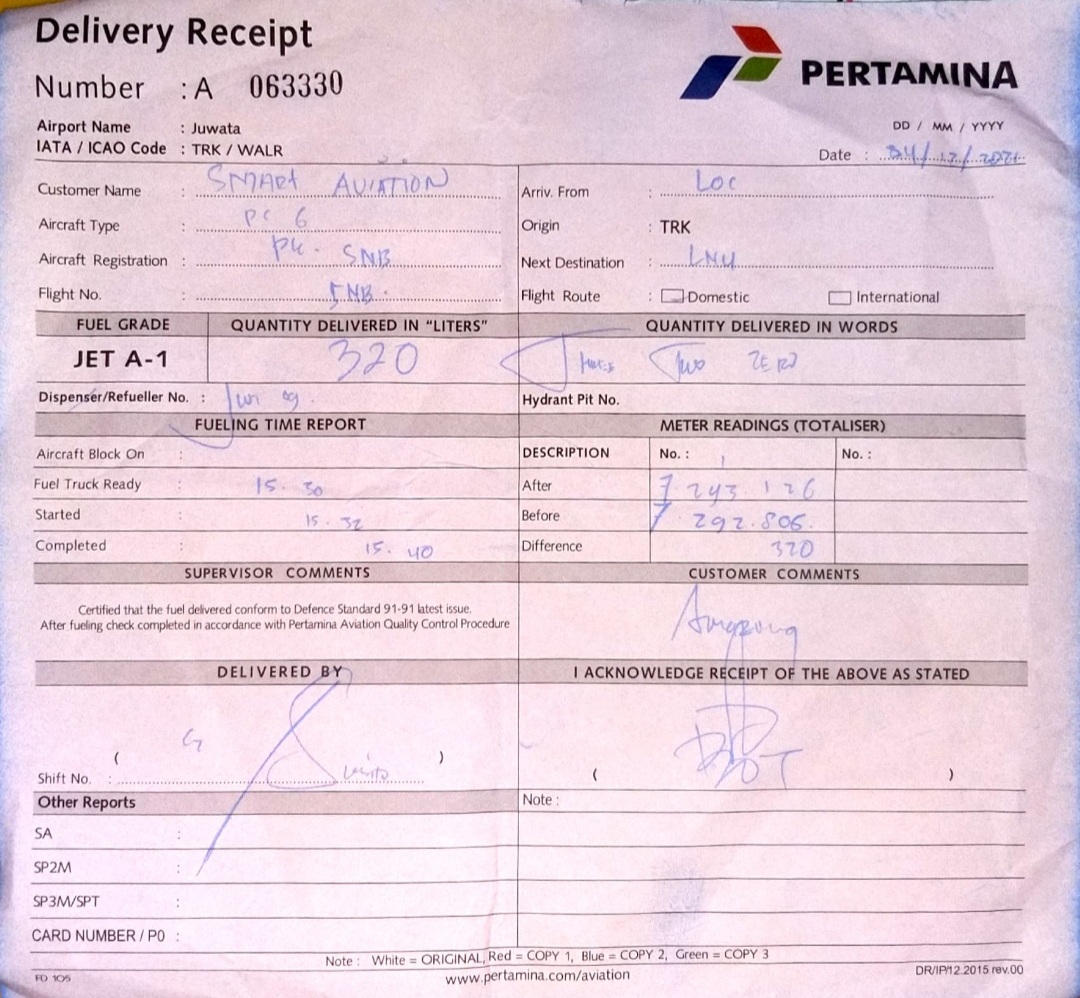 Delivery Receipt
PERTAMINA
Number : A 063330
Airport Name : Juwata
DD / MM / YYYY
IATA / ICAO Code : TRK / WALR
Date :
Customer Name : SMART AVIATION
Arriv. From : LOC
Aircraft Type : PC 6
Origin : TRK
Aircraft Registration : PK. SNB
Next Destination : LNU
Flight No. : SNB.
Flight Route : Domestic International
FUEL GRADE QUANTITY DELIVERED IN "LITERS" QUANTITY DELIVERED IN WORDS
JET A-1 320 Three Two ZERO
Dispenser/Refueller No. :
Hydrant Pit No.
FUELING TIME REPORT METER READINGS (TOTALISER)
Aircraft Block On :
DESCRIPTION No. : No. :
Fuel Truck Ready : 15. 30
After 7 293.126
Started : 15. 32
Before 7 292.806.
Completed : 15. 40
Difference 320
SUPERVISOR COMMENTS CUSTOMER COMMENTS
Certified that the fuel delivered conform to Defence Standard 91-91 latest issue.
After fueling check completed in accordance with Pertamina Aviation Quality Control Procedure
DELIVERED BY I ACKNOWLEDGE RECEIPT OF THE ABOVE AS STATED
( )
Shift No. :
( )
Other Reports
Note :
SA :
SP2M :
SP3M/SPT :
CARD NUMBER / PO :
Note : White = ORIGINAL, Red = COPY 1, Blue = COPY 2, Green = COPY 3
FD 105
www.pertamina.com/aviation
DR/IP/12.2015 rev.00